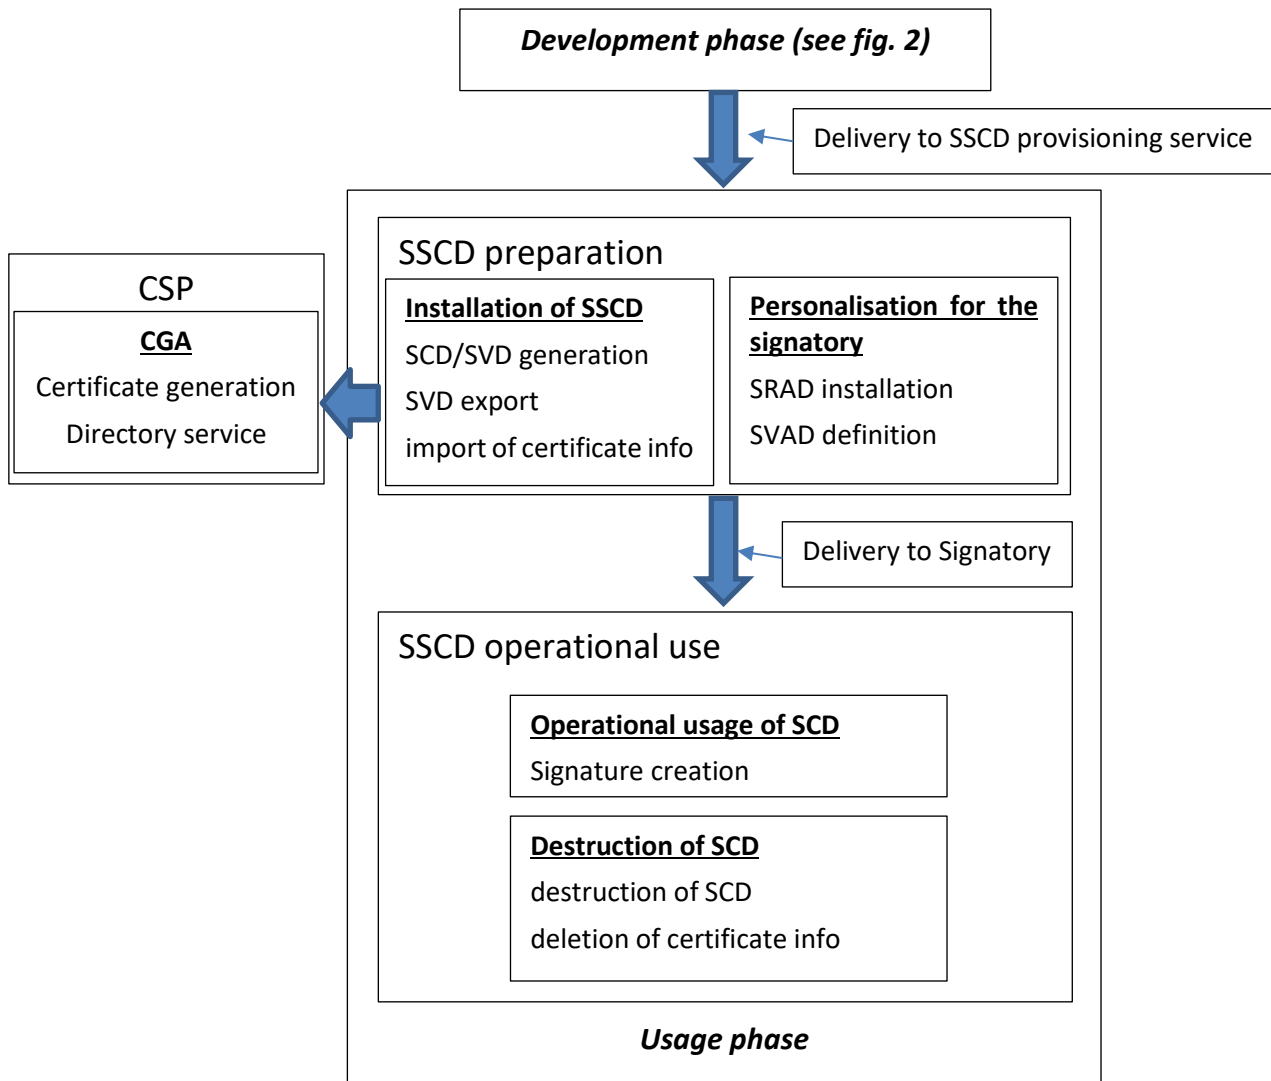 Development phase (see fig. 2)
Delivery to SSCD provisioning service
SSCD preparation
CSP
CGA
Certificate generation
Directory service
Installation of SSCD
SCD/SVD generation
SVD export
import of certificate info
Personalisation for the
signatory
SRAD installation
SVAD definition
Delivery to Signatory
SSCD operational use
Operational usage of SCD
Signature creation
Destruction of SCD
destruction of SCD
deletion of certificate info
Usage phase